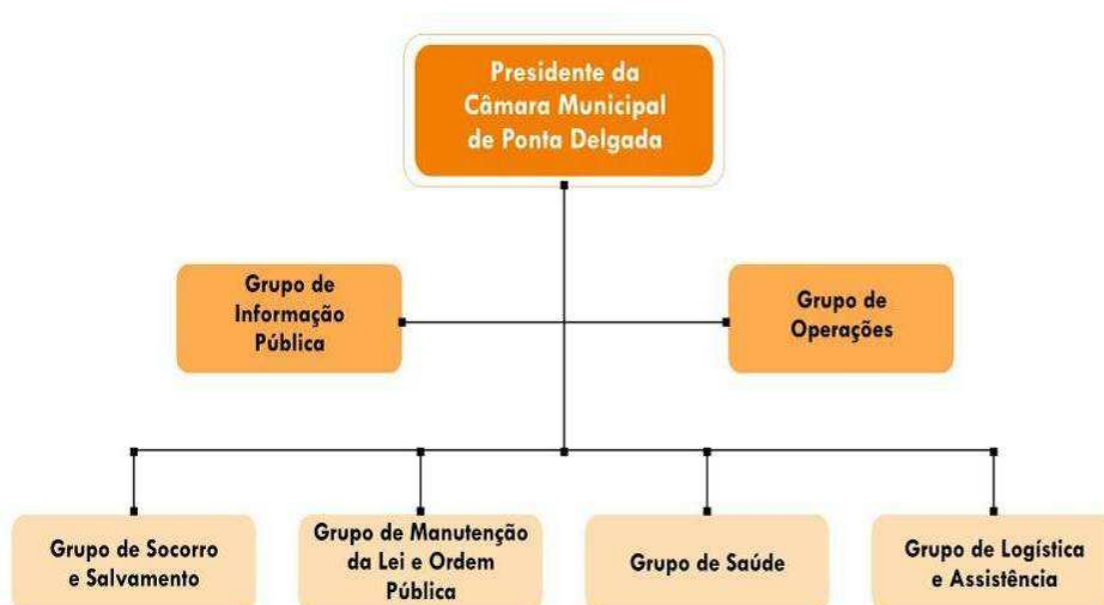 Presidente da
Câmara Municipal
de Ponta Delgada
Grupo de
Informação
Pública
Grupo de
Operações
Grupo de Socorro
e Salvamento
Grupo de Manutenção
da Lei e Ordem
Pública
Grupo de Saúde
Grupo de Logística
e Assistência